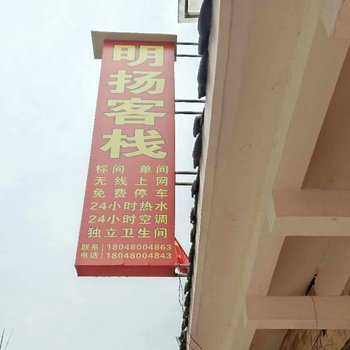 明扬客栈
标间 单间
无线上网
免费停车
24小时热水
24小时空调
独立卫生间
联系 18048004663
电话 18048004843